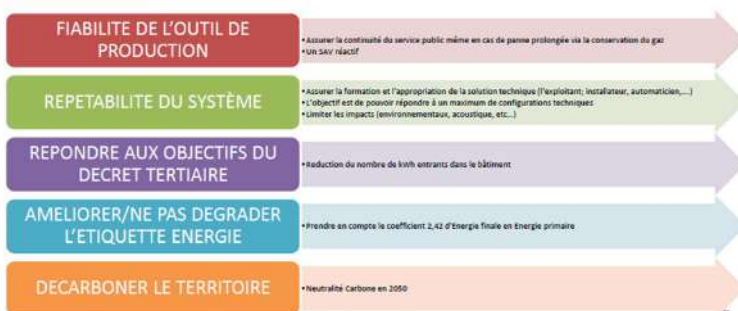 FIABILITE DE L'OUTIL DE
PRODUCTION
• Assurer la continuité du service public même en cas de panne prolongée via la conservation du gaz
• Un SAV réactif
REPETABILITE DU SYSTÈME
• Assurer la formation et l'appropriation de la solution technique (l'exploitant; installateur, automaticien,...)
• L'objectif est de pouvoir répondre à un maximum de configurations techniques
• Limiter les impacts (environnementaux, acoustique, etc...)
REPONDRE AUX OBJECTIFS DU
DECRET TERTIAIRE
• Reduction du nombre de kWh entrants dans le bâtiment
AMELIORER/NE PAS DEGRADER
L'ETIQUETTE ENERGIE
• Prendre en compte le coefficient 2,42 d'Energie finale en Energie primaire
DECARBONER LE TERRITOIRE
• Neutralité Carbone en 2050